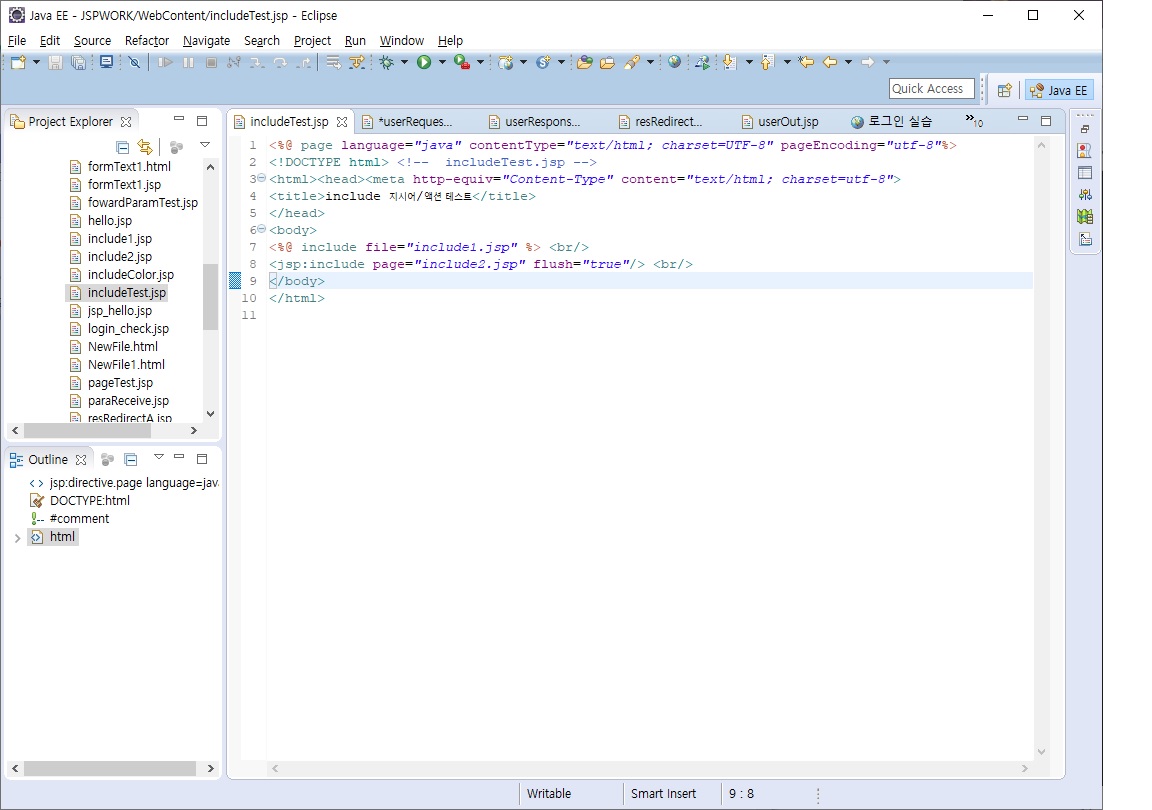 Java EE - JSPWORK/WebContent/includeTest.jsp - Eclipse
File Edit Source Refactor Navigate Search Project Run Window Help
Quick Access
Java EE
Project Explorer
formText1.html
formText1.jsp
fowardParamTest.jsp
hello.jsp
include1.jsp
include2.jsp
includeColor.jsp
includeTest.jsp
jsp_hello.jsp
login_check.jsp
NewFile.html
NewFile1.html
pageTest.jsp
paraReceive.jsp
resRedirectA.jsp
Outline
jsp:directive.page language=jav
DOCTYPE:html
#comment
html
includeTest.jsp *userReques... userRespons... resRedirect... userOut.jsp 로그인 실습 »10
1 <%@ page language="java" contentType="text/html; charset=UTF-8" pageEncoding="utf-8"%>
2 <!DOCTYPE html> <!--  includeTest.jsp -->
3 <html><head><meta http-equiv="Content-Type" content="text/html; charset=utf-8">
4 <title>include 지시어/액션 테스트</title>
5 </head>
6 <body>
7 <%@ include file="include1.jsp" %> <br/>
8 <jsp:include page="include2.jsp" flush="true"/> <br/>
9 </body>
10 </html>
11
Writable Smart Insert 9 : 8